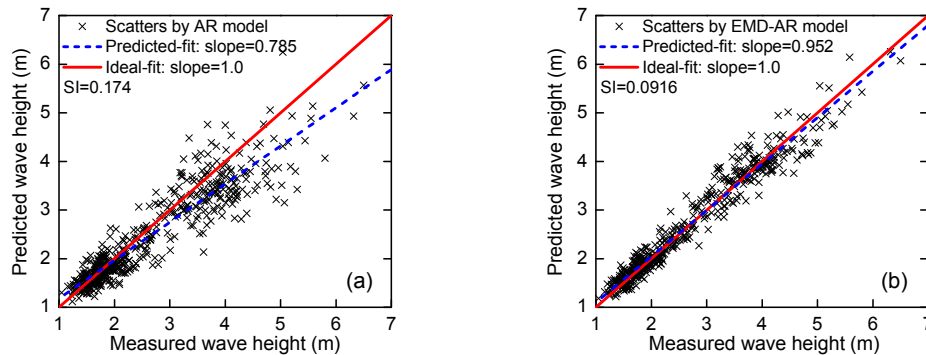 7
6
5
4
3
2
1
Predicted wave height (m)
Scatters by AR model
Predicted-fit: slope=0.785
Ideal-fit: slope=1.0
SI=0.174
(a)
1 2 3 4 5 6 7
Measured wave height (m)
7
6
5
4
3
2
1
Predicted wave height (m)
Scatters by EMD-AR model
Predicted-fit: slope=0.952
Ideal-fit: slope=1.0
SI=0.0916
(b)
1 2 3 4 5 6 7
Measured wave height (m)